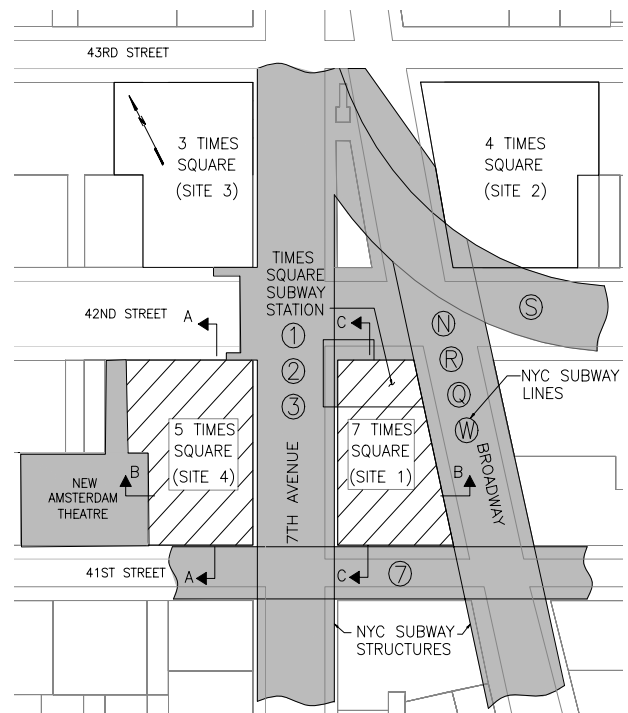 43RD STREET
3 TIMES
SQUARE
(SITE 3)
4 TIMES
SQUARE
(SITE 2)
TIMES
SQUARE
SUBWAY
STATION
42ND STREET
A
C
1
2
3
N
R
Q
W
S
NYC SUBWAY
LINES
5 TIMES
SQUARE
(SITE 4)
7 TIMES
SQUARE
(SITE 1)
B
B
NEW
AMSTERDAM
THEATRE
7TH AVENUE
BROADWAY
41ST STREET
A
C
7
NYC SUBWAY
STRUCTURES